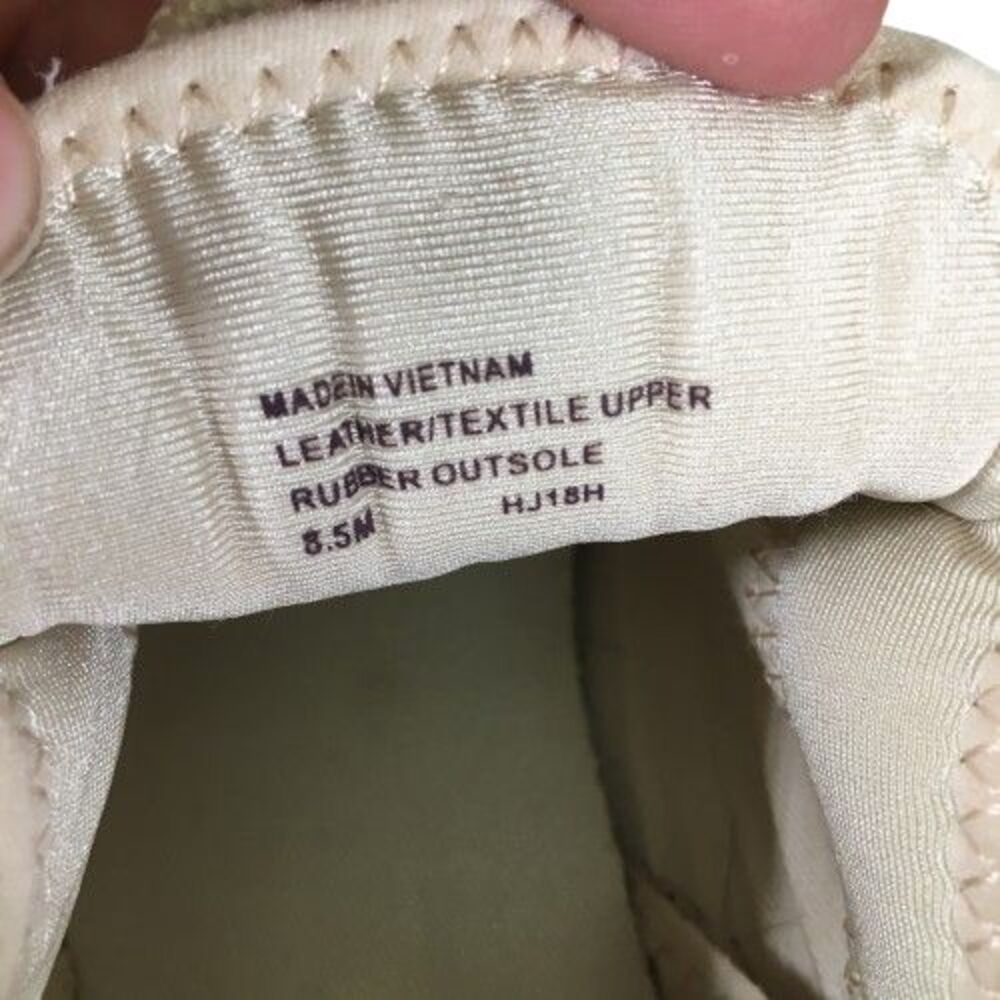 MADE IN VIETNAM
LEATHER/TEXTILE UPPER
RUBBER OUTSOLE
8.5M HJ18H